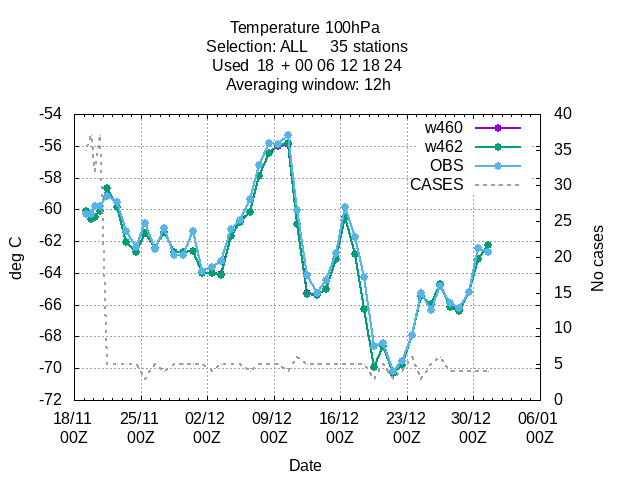 Temperature 100hPa
Selection: ALL 35 stations
Used 18 + 00 06 12 18 24
Averaging window: 12h
w460
w462
OBS
CASES
-54
-56
-58
-60
-62
-64
-66
-68
-70
-72
deg C
40
35
30
25
20
15
10
5
0
No cases
18/11 25/11 02/12 09/12 16/12 23/12 30/12 06/01
00Z 00Z 00Z 00Z 00Z 00Z 00Z 00Z
Date